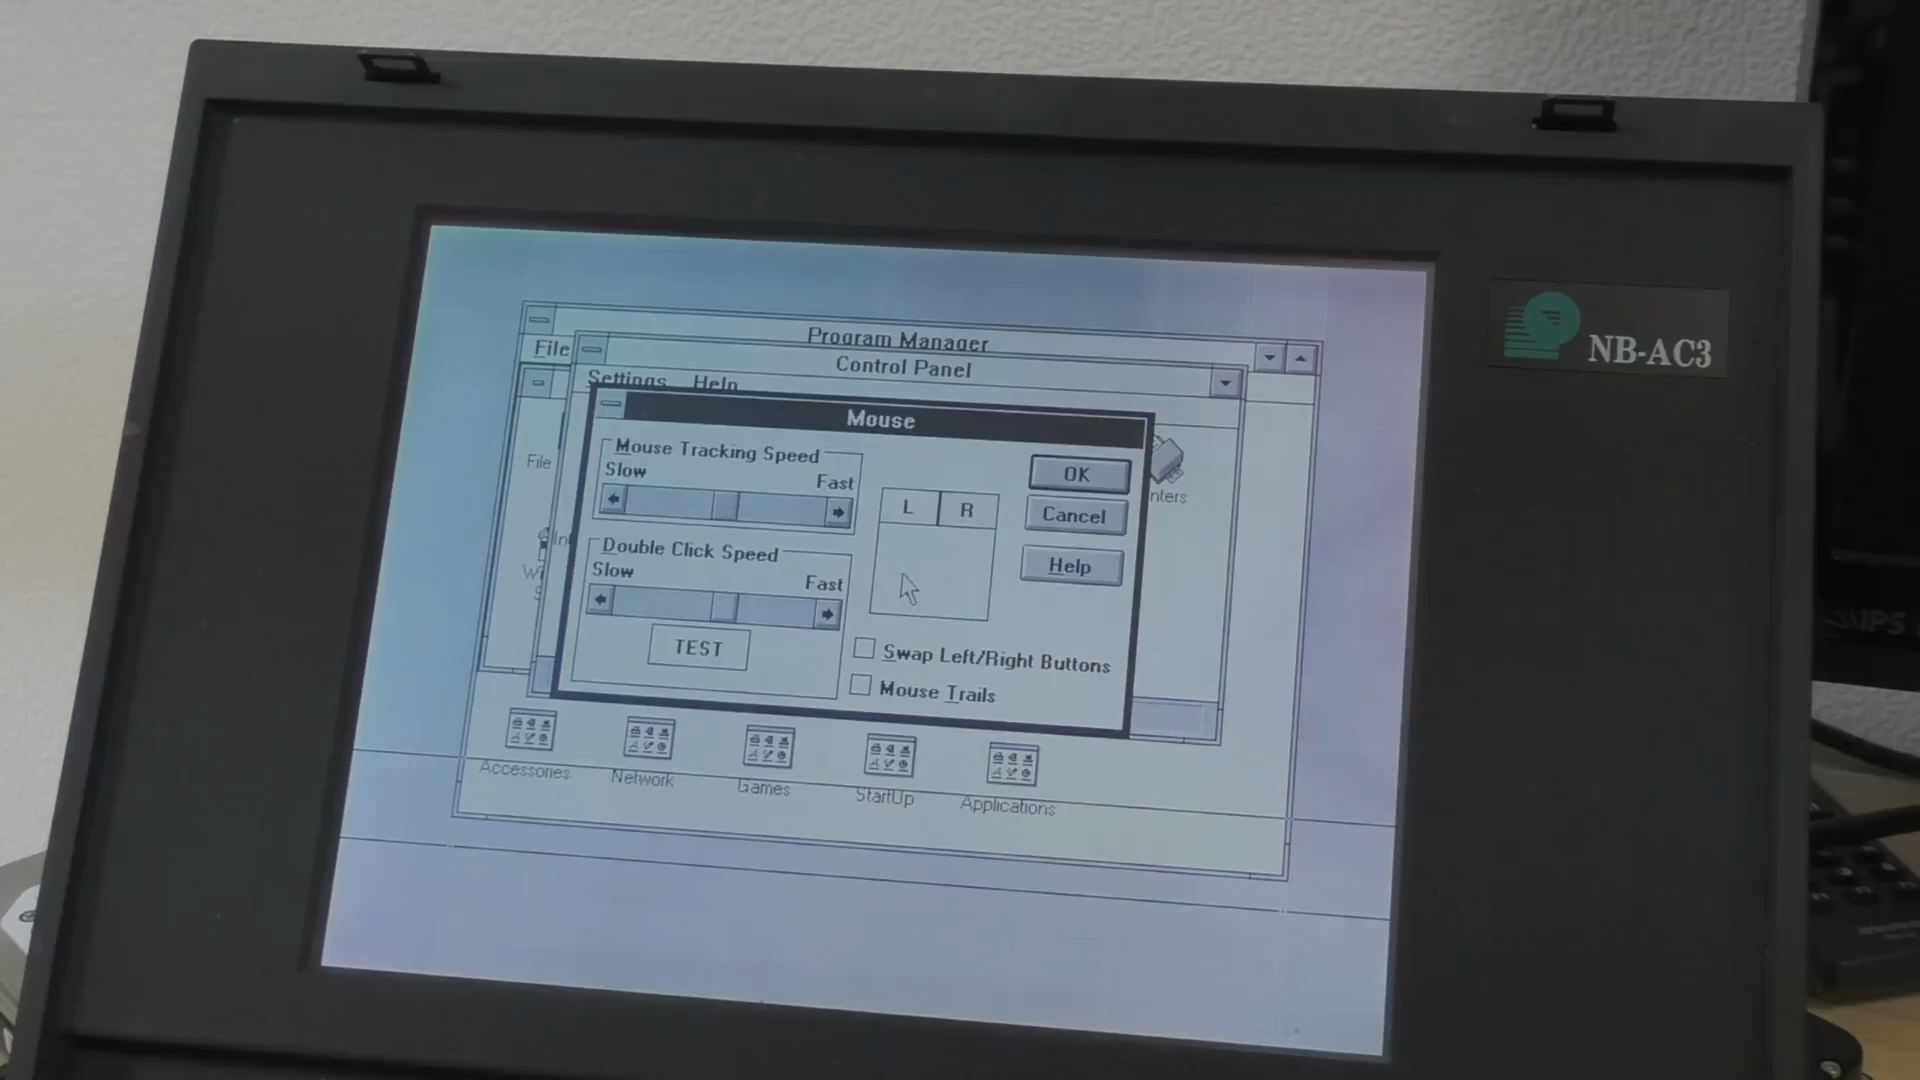 NB-AC3
Program Manager
File
Control Panel
Settings Help
Mouse
Mouse Tracking Speed
Slow
Fast
L R
OK
Cancel
Help
Double Click Speed
Slow
Fast
TEST
Swap Left/Right Buttons
Mouse Trails
File
nters
Accessories
Network
Games
StartUp
Applications